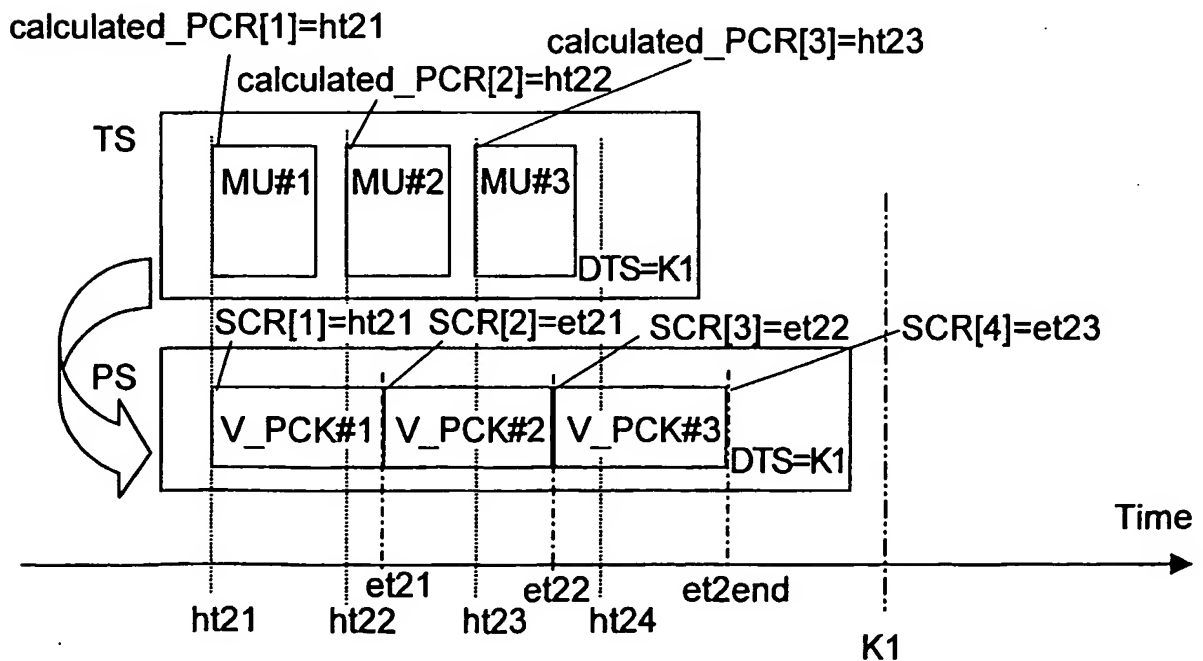 calculated_PCR[1]=ht21
calculated_PCR[3]=ht23
calculated_PCR[2]=ht22
TS
MU#1 MU#2 MU#3
DTS=K1
SCR[1]=ht21 SCR[2]=et21 SCR[3]=et22 SCR[4]=et23
PS
V_PCK#1 V_PCK#2 V_PCK#3
DTS=K1
Time
et21 et22 et2end
ht21 ht22 ht23 ht24
K1